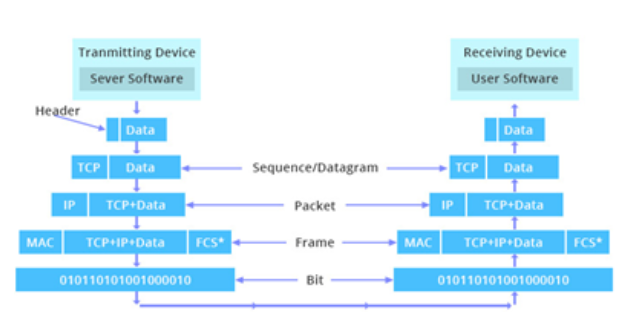 Tranmitting Device
Receiving Device
Sever Software
User Software
Header
Data
Data
TCP
Data
Sequence/Datagram
TCP
Data
IP
TCP+Data
Packet
IP
TCP+Data
MAC
TCP+IP+Data
FCS*
Frame
MAC
TCP+IP+Data
FCS*
010110101001000010
Bit
010110101001000010